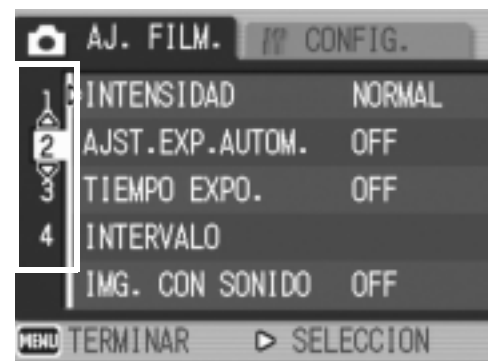 AJ. FILM. CONFIG.
1 INTENSIDAD NORMAL
2 AJST.EXP.AUTOM. OFF
3 TIEMPO EXPO. OFF
4 INTERVALO
IMG. CON SONIDO OFF
MENU TERMINAR SELECCION